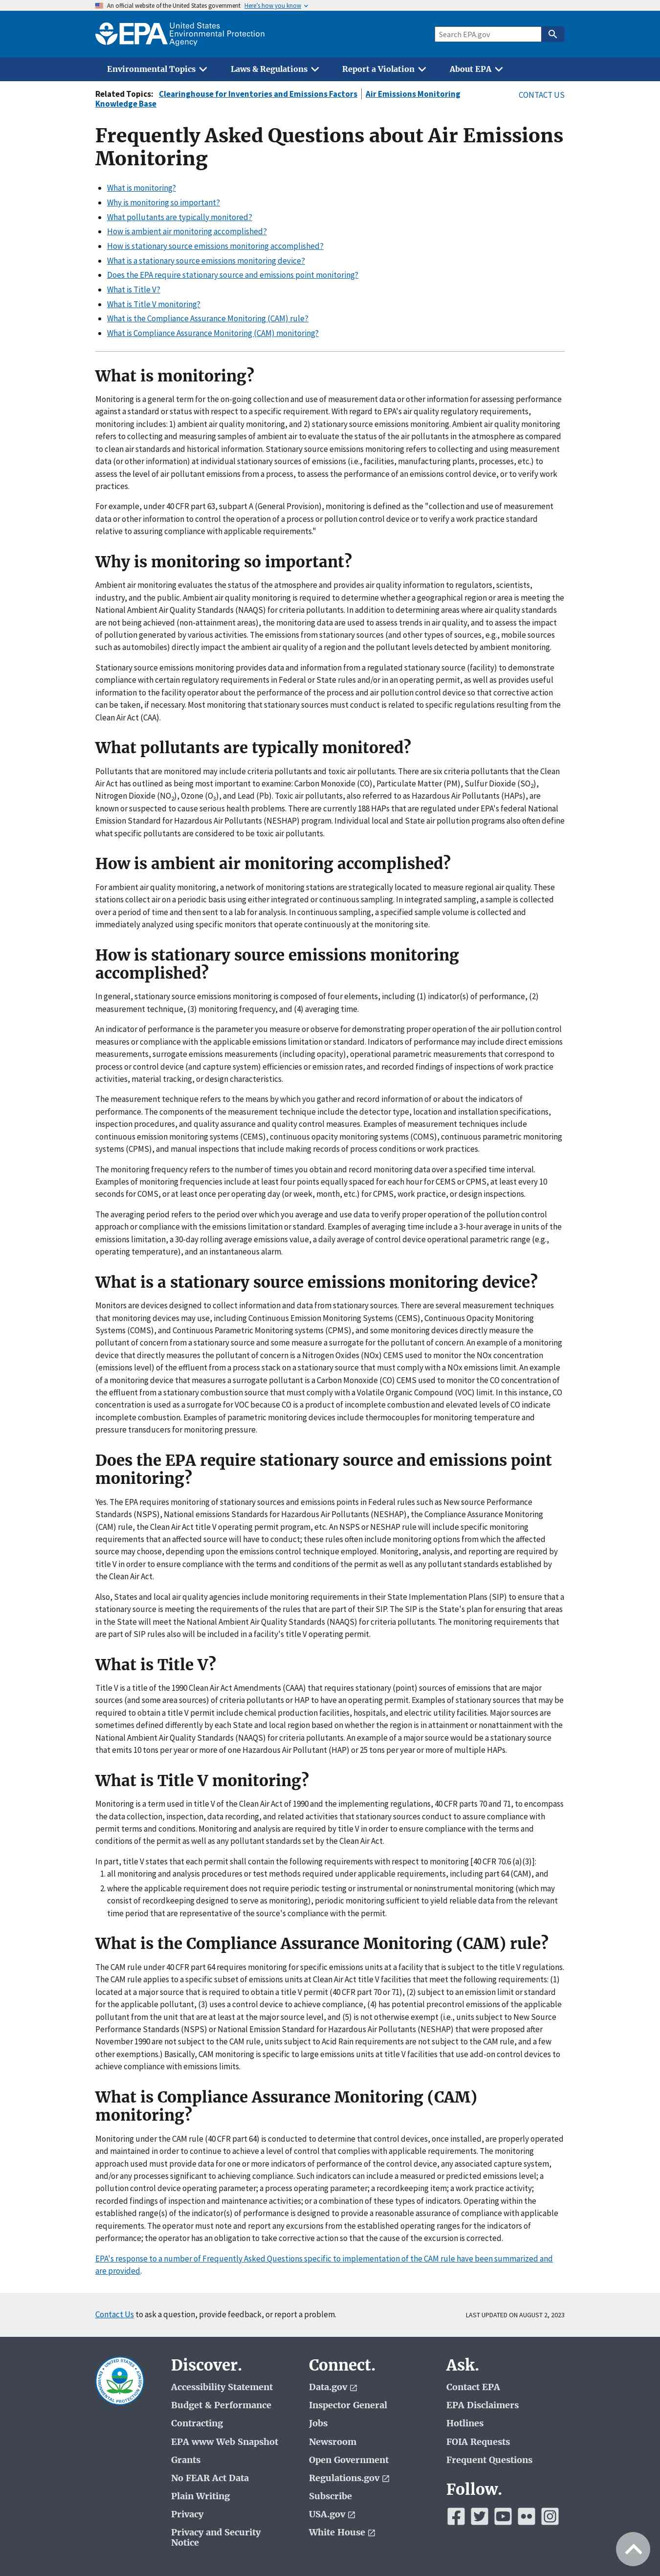 An official website of the United States government Here's how you know
EPA United States
Environmental Protection
Agency
Search EPA.gov
Environmental Topics Laws & Regulations Report a Violation About EPA
Related Topics: Clearinghouse for Inventories and Emissions Factors | Air Emissions Monitoring
Knowledge Base
CONTACT US
Frequently Asked Questions about Air Emissions
Monitoring
What is monitoring?
Why is monitoring so important?
What pollutants are typically monitored?
How is ambient air monitoring accomplished?
How is stationary source emissions monitoring accomplished?
What is a stationary source emissions monitoring device?
Does the EPA require stationary source and emissions point monitoring?
What is Title V?
What is Title V monitoring?
What is the Compliance Assurance Monitoring (CAM) rule?
What is Compliance Assurance Monitoring (CAM) monitoring?
What is monitoring?
Monitoring is a general term for the on-going collection and use of measurement data or other information for assessing performance
against a standard or status with respect to a specific requirement. With regard to EPA's air quality regulatory requirements,
monitoring includes: 1) ambient air quality monitoring, and 2) stationary source emissions monitoring. Ambient air quality monitoring
refers to collecting and measuring samples of ambient air to evaluate the status of the air pollutants in the atmosphere as compared
to clean air standards and historical information. Stationary source emissions monitoring refers to collecting and using measurement
data (or other information) at individual stationary sources of emissions (i.e., facilities, manufacturing plants, processes, etc.) to
assess the level of air pollutant emissions from a process, to assess the performance of an emissions control device, or to verify work
practices.
For example, under 40 CFR part 63, subpart A (General Provision), monitoring is defined as the "collection and use of measurement
data or other information to control the operation of a process or pollution control device or to verify a work practice standard
relative to assuring compliance with applicable requirements."
Why is monitoring so important?
Ambient air monitoring evaluates the status of the atmosphere and provides air quality information to regulators, scientists,
industry, and the public. Ambient air quality monitoring is required to determine whether a geographical region or area is meeting the
National Ambient Air Quality Standards (NAAQS) for criteria pollutants. In addition to determining areas where air quality standards
are not being achieved (non-attainment areas), the monitoring data are used to assess trends in air quality, and to assess the impact
of pollution generated by various activities. The emissions from stationary sources (and other types of sources, e.g., mobile sources
such as automobiles) directly impact the ambient air quality of a region and the pollutant levels detected by ambient monitoring.
Stationary source emissions monitoring provides data and information from a regulated stationary source (facility) to demonstrate
compliance with certain regulatory requirements in Federal or State rules and/or in an operating permit, as well as provides useful
information to the facility operator about the performance of the process and air pollution control device so that corrective action
can be taken, if necessary. Most monitoring that stationary sources must conduct is related to specific regulations resulting from the
Clean Air Act (CAA).
What pollutants are typically monitored?
Pollutants that are monitored may include criteria pollutants and toxic air pollutants. There are six criteria pollutants that the Clean
Air Act has outlined as being most important to examine: Carbon Monoxide (CO), Particulate Matter (PM), Sulfur Dioxide (SO2),
Nitrogen Dioxide (NO2), Ozone (O3), and Lead (Pb). Toxic air pollutants, also referred to as Hazardous Air Pollutants (HAPs), are
known or suspected to cause serious health problems. There are currently 188 HAPs that are regulated under EPA's federal National
Emission Standard for Hazardous Air Pollutants (NESHAP) program. Individual local and State air pollution programs also often define
what specific pollutants are considered to be toxic air pollutants.
How is ambient air monitoring accomplished?
For ambient air quality monitoring, a network of monitoring stations are strategically located to measure regional air quality. These
stations collect air on a periodic basis using either integrated or continuous sampling. In integrated sampling, a sample is collected
over a period of time and then sent to a lab for analysis. In continuous sampling, a specific sample volume is collected and
immediately analyzed using specific monitors that operate continuously at the monitoring site.
How is stationary source emissions monitoring
accomplished?
In general, stationary source emissions monitoring is composed of four elements, including (1) indicator(s) of performance, (2)
measurement technique, (3) monitoring frequency, and (4) averaging time.
An indicator of performance is the parameter you measure or observe for demonstrating proper operation of the air pollution control
measures or compliance with the applicable emissions limitation or standard. Indicators of performance may include direct emissions
measurements, surrogate emissions measurements (including opacity), operational parametric measurements that correspond to
process or control device (and capture system) efficiencies or emission rates, and recorded findings of inspections of work practice
activities, material tracking, or design characteristics.
The measurement technique refers to the means by which you gather and record information of or about the indicators of
performance. The components of the measurement technique include the detector type, location and installation specifications,
inspection procedures, and quality assurance and quality control measures. Examples of measurement techniques include
continuous emission monitoring systems (CEMS), continuous opacity monitoring systems (COMS), continuous parametric monitoring
systems (CPMS), and manual inspections that include making records of process conditions or work practices.
The monitoring frequency refers to the number of times you obtain and record monitoring data over a specified time interval.
Examples of monitoring frequencies include at least four points equally spaced for each hour for CEMS or CPMS, at least every 10
seconds for COMS, or at least once per operating day (or week, month, etc.) for CPMS, work practice, or design inspections.
The averaging period refers to the period over which you average and use data to verify proper operation of the pollution control
approach or compliance with the emissions limitation or standard. Examples of averaging time include a 3-hour average in units of the
emissions limitation, a 30-day rolling average emissions value, a daily average of control device operational parametric range (e.g.,
operating temperature), and an instantaneous alarm.
What is a stationary source emissions monitoring device?
Monitors are devices designed to collect information and data from stationary sources. There are several measurement techniques
that monitoring devices may use, including Continuous Emission Monitoring Systems (CEMS), Continuous Opacity Monitoring
Systems (COMS), and Continuous Parametric Monitoring systems (CPMS), and some monitoring devices directly measure the
pollutant of concern from a stationary source and some measure a surrogate for the pollutant of concern. An example of a monitoring
device that directly measures the pollutant is a Nitrogen Oxides (NOx) CEMS used to monitor the NOx concentration
(emissions level) of the effluent from a process stack on a stationary source that must comply with a NOx emissions limit. An example
of a monitoring device that measures a surrogate pollutant is a Carbon Monoxide (CO) CEMS used to monitor the CO concentration of
the effluent from a stationary combustion source that must comply with a Volatile Organic Compound (VOC) limit. In this instance, CO
concentration is used as a surrogate for VOC because CO is a product of incomplete combustion and elevated levels of CO indicate
incomplete combustion. Examples of parametric monitoring devices include thermocouples for monitoring temperature and
pressure transducers for monitoring pressure.
Does the EPA require stationary source and emissions point
monitoring?
Yes. The EPA requires monitoring of stationary sources and emissions points in Federal rules such as New source Performance
Standards (NSPS), National emissions Standards for Hazardous Air Pollutants (NESHAP), the Compliance Assurance Monitoring
(CAM) rule, the Clean Air Act title V operating permit program, etc. An NSPS or NESHAP rule will include specific monitoring
requirements that an affected source will have to conduct; these rules often include monitoring options from which the affected
source may choose, depending upon the emissions control technique employed. Monitoring, analysis, and reporting are required by
title V in order to ensure compliance with the terms and conditions of the permit as well as any pollutant standards established by
the Clean Air Act.
Also, States and local air quality agencies include monitoring requirements in their State Implementation Plans (SIP) to ensure that a
stationary source is meeting the requirements of the rules that are part of their SIP. The SIP is the State's plan for ensuring that areas
in the State will meet the National Ambient Air Quality Standards (NAAQS) for criteria pollutants. The monitoring requirements that
are part of SIP rules also will be included in a facility's title V operating permit.
What is Title V?
Title V is a title of the 1990 Clean Air Act Amendments (CAAA) that requires stationary (point) sources of emissions that are major
sources (and some area sources) of criteria pollutants or HAP to have an operating permit. Examples of stationary sources that may be
required to obtain a title V permit include chemical production facilities, hospitals, and electric utility facilities. Major sources are
sometimes defined differently by each State and local region based on whether the region is in attainment or nonattainment with the
National Ambient Air Quality Standards (NAAQS) for criteria pollutants. An example of a major source would be a stationary source
that emits 10 tons per year or more of one Hazardous Air Pollutant (HAP) or 25 tons per year or more of multiple HAPs.
What is Title V monitoring?
Monitoring is a term used in title V of the Clean Air Act of 1990 and the implementing regulations, 40 CFR parts 70 and 71, to encompass
the data collection, inspection, data recording, and related activities that stationary sources conduct to assure compliance with
permit terms and conditions. Monitoring and analysis are required by title V in order to ensure compliance with the terms and
conditions of the permit as well as any pollutant standards set by the Clean Air Act.
In part, title V states that each permit shall contain the following requirements with respect to monitoring [40 CFR 70.6 (a)(3)]:
1. all monitoring and analysis procedures or test methods required under applicable requirements, including part 64 (CAM), and
2. where the applicable requirement does not require periodic testing or instrumental or noninstrumental monitoring (which may
consist of recordkeeping designed to serve as monitoring), periodic monitoring sufficient to yield reliable data from the relevant
time period that are representative of the source's compliance with the permit.
What is the Compliance Assurance Monitoring (CAM) rule?
The CAM rule under 40 CFR part 64 requires monitoring for specific emissions units at a facility that is subject to the title V regulations.
The CAM rule applies to a specific subset of emissions units at Clean Air Act title V facilities that meet the following requirements: (1)
located at a major source that is required to obtain a title V permit (40 CFR part 70 or 71), (2) subject to an emission limit or standard
for the applicable pollutant, (3) uses a control device to achieve compliance, (4) has potential precontrol emissions of the applicable
pollutant from the unit that are at least at the major source level, and (5) is not otherwise exempt (i.e., units subject to New Source
Performance Standards (NSPS) or National Emission Standard for Hazardous Air Pollutants (NESHAP) that were proposed after
November 1990 are not subject to the CAM rule, units subject to Acid Rain requirements are not subject to the CAM rule, and a few
other exemptions.) Basically, CAM monitoring is specific to large emissions units at title V facilities that use add-on control devices to
achieve compliance with emissions limits.
What is Compliance Assurance Monitoring (CAM)
monitoring?
Monitoring under the CAM rule (40 CFR part 64) is conducted to determine that control devices, once installed, are properly operated
and maintained in order to continue to achieve a level of control that complies with applicable requirements. The monitoring
approach used must provide data for one or more indicators of performance of the control device, any associated capture system,
and/or any processes significant to achieving compliance. Such indicators can include a measured or predicted emissions level; a
pollution control device operating parameter; a process operating parameter; a recordkeeping item; a work practice activity;
recorded findings of inspection and maintenance activities; or a combination of these types of indicators. Operating within the
established range(s) of the indicator(s) of performance is designed to provide a reasonable assurance of compliance with applicable
requirements. The operator must note and report any excursions from the established operating ranges for the indicators of
performance; the operator has an obligation to take corrective action so that the cause of the excursion is corrected.
EPA's response to a number of Frequently Asked Questions specific to implementation of the CAM rule have been summarized and
are provided.
Contact Us to ask a question, provide feedback, or report a problem.
LAST UPDATED ON AUGUST 2, 2023
Discover.
Accessibility Statement
Budget & Performance
Contracting
EPA www Web Snapshot
Grants
No FEAR Act Data
Plain Writing
Privacy
Privacy and Security
Notice
Connect.
Data.gov
Inspector General
Jobs
Newsroom
Open Government
Regulations.gov
Subscribe
USA.gov
White House
Ask.
Contact EPA
EPA Disclaimers
Hotlines
FOIA Requests
Frequent Questions
Follow.